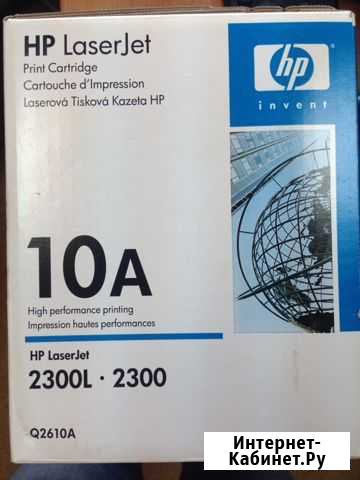 HP LaserJet
Print Cartridge
Cartouche d'Impression
Laserová Tisková Kazeta HP
hp
invent
10A
High performance printing
Impression hautes performances
HP LaserJet
2300L · 2300
Q2610A
Интернет-
Кабинет.Ру